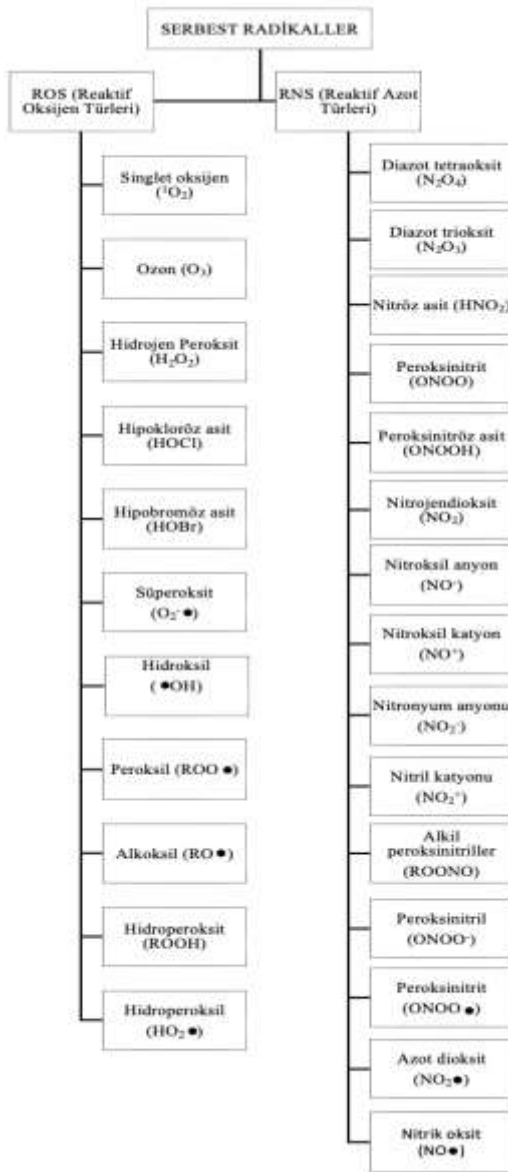 SERBEST RADİKALLER
ROS (Reaktif
Oksijen Türleri)
Singlet oksijen
(¹O₂)
Ozon (O₃)
Hidrojen Peroksit
(H₂O₂)
Hipokloröz asit
(HOCl)
Hipobromöz asit
(HOBr)
Süperoksit
(O₂⁻●)
Hidroksil
( ●OH)
Peroksil (ROO ●)
Alkoksil (RO●)
Hidroperoksit
(ROOH)
Hidroperoksil
(HO₂●)
RNS (Reaktif Azot
Türleri)
Diazot tetraoksit
(N₂O₄)
Diazot trioksit
(N₂O₃)
Nitröz asit (HNO₂)
Peroksinitrit
(ONOO)
Peroksinitröz asit
(ONOOH)
Nitrojendioksit
(NO₂)
Nitroksil anyon
(NO⁻)
Nitroksil katyon
(NO⁺)
Nitronyum anyonu
(NO₂⁻)
Nitril katyonu
(NO₂⁺)
Alkil
peroksinitriller
(ROONO)
Peroksinitril
(ONOO⁻)
Peroksinitrit
(ONOO ●)
Azot dioksit
(NO₂●)
Nitrik oksit
(NO●)